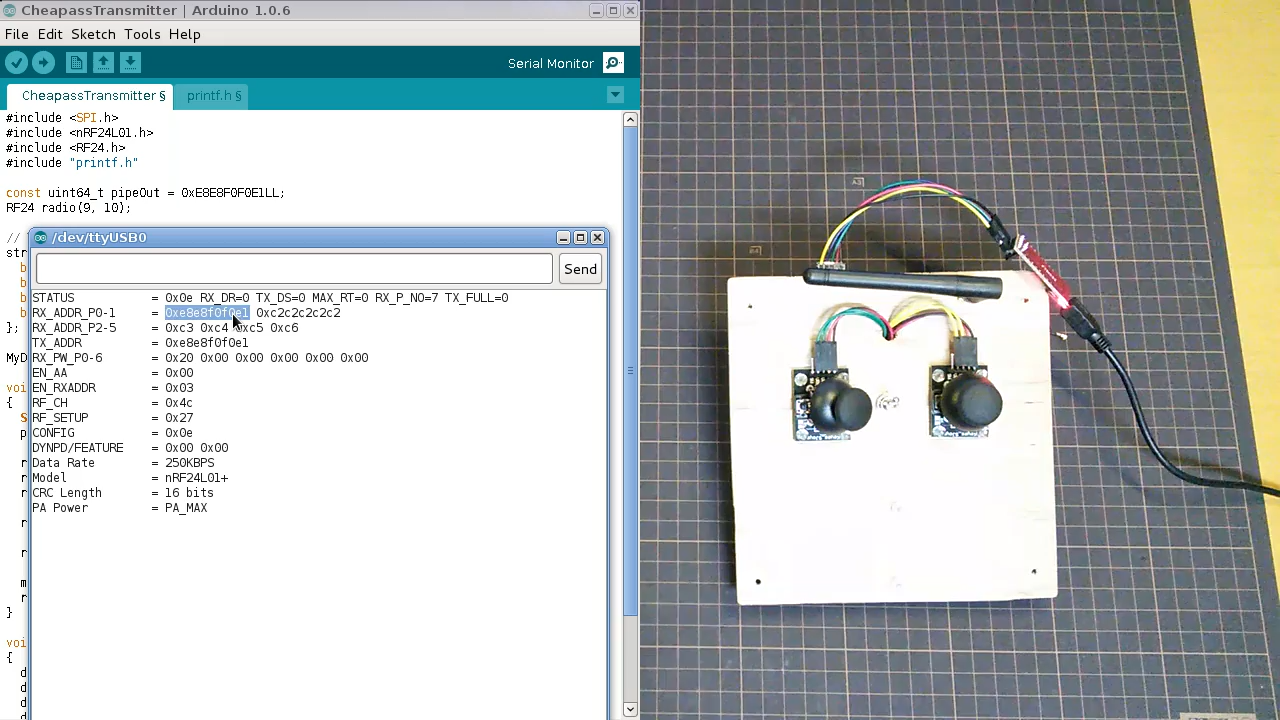 CheapassTransmitter | Arduino 1.0.6
File Edit Sketch Tools Help
Serial Monitor
CheapassTransmitter § printf.h §
#include <SPI.h>
#include <nRF24L01.h>
#include <RF24.h>
#include "printf.h"
const uint64_t pipeOut = 0xE8E8F0F0E1LL;
RF24 radio(9, 10);
//
str
b
b
b
b
};
MyD
voi
{
S
p
r
r
r
r
m
r
}
voi
{
d
d
d
/dev/ttyUSB0
Send
STATUS = 0x0e RX_DR=0 TX_DS=0 MAX_RT=0 RX_P_NO=7 TX_FULL=0
RX_ADDR_P0-1 = 0xe8e8f0f0e1 0xc2c2c2c2c2
RX_ADDR_P2-5 = 0xc3 0xc4 0xc5 0xc6
TX_ADDR = 0xe8e8f0f0e1
RX_PW_P0-6 = 0x20 0x00 0x00 0x00 0x00 0x00
EN_AA = 0x00
EN_RXADDR = 0x03
RF_CH = 0x4c
RF_SETUP = 0x27
CONFIG = 0x0e
DYNPD/FEATURE = 0x00 0x00
Data Rate = 250KBPS
Model = nRF24L01+
CRC Length = 16 bits
PA Power = PA_MAX